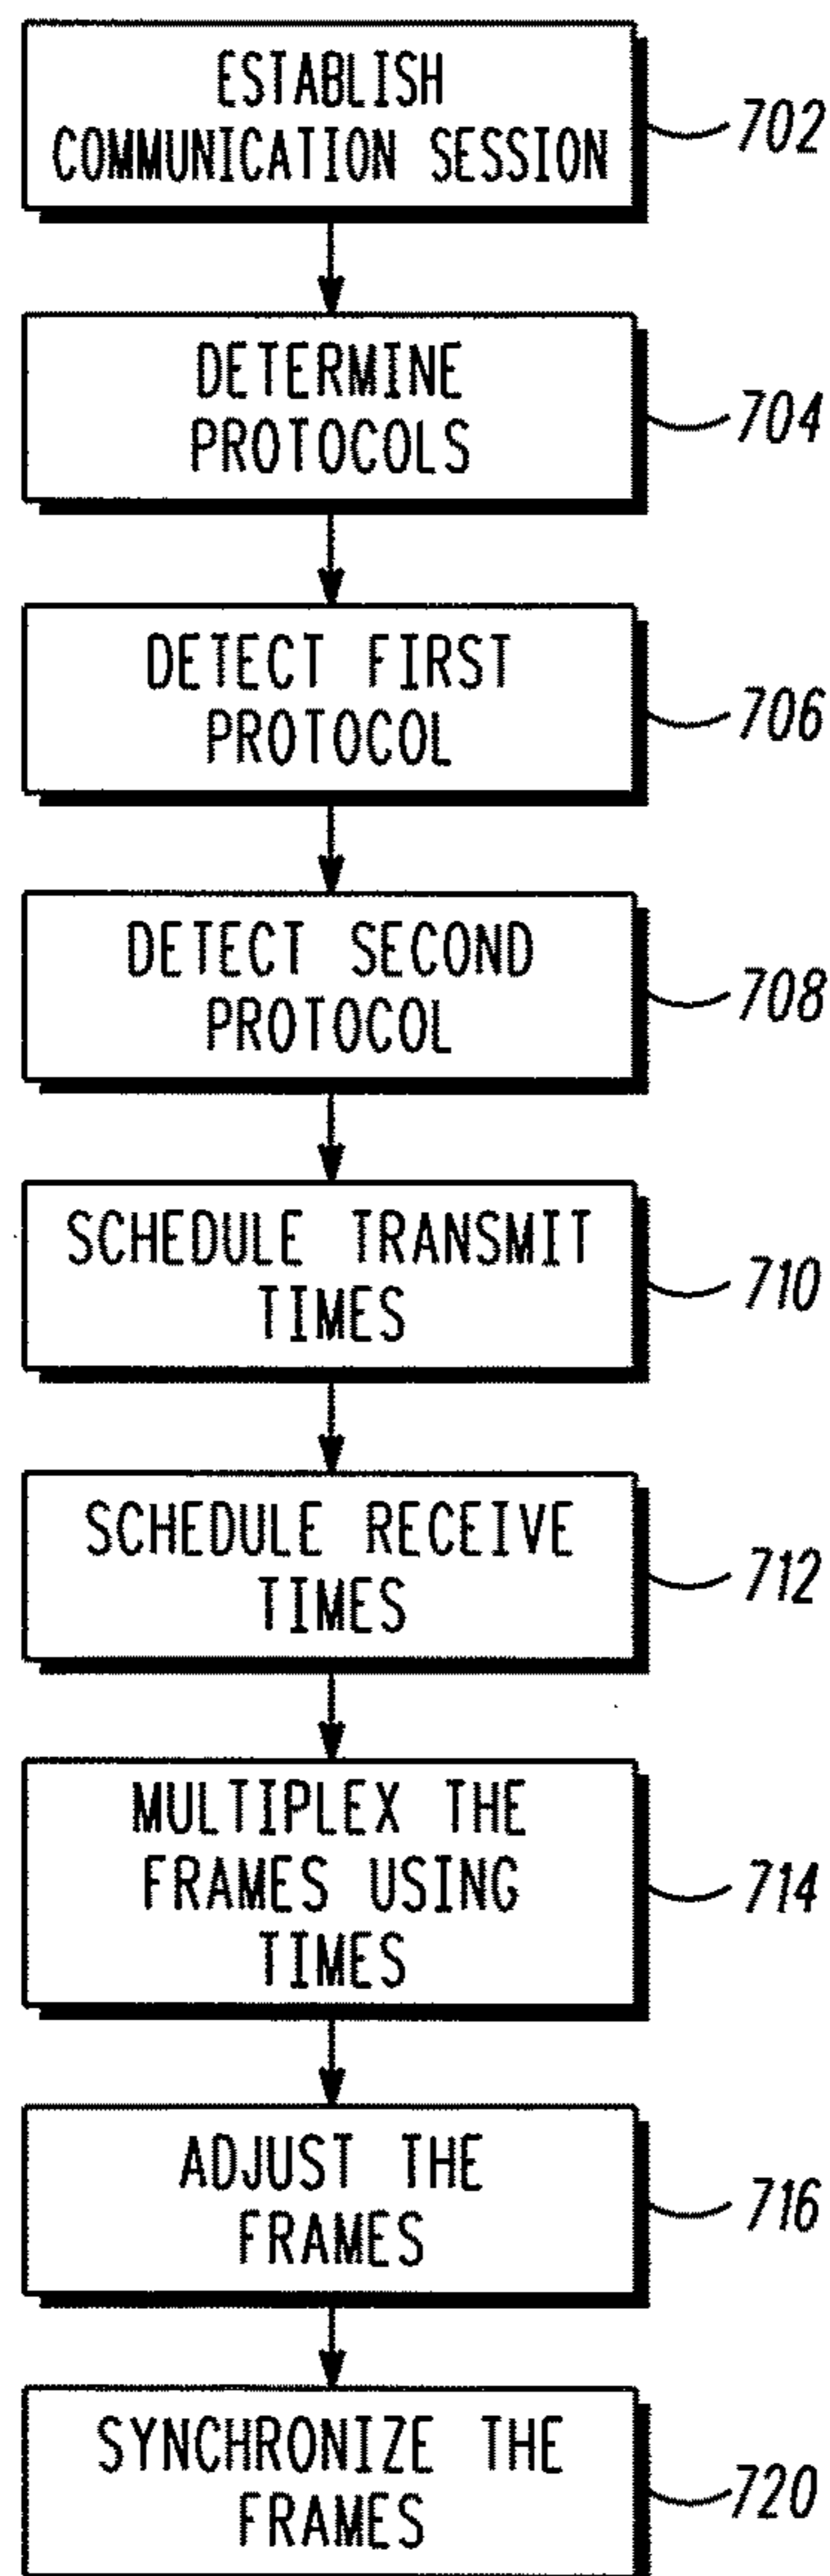 ESTABLISH
COMMUNICATION SESSION
702
DETERMINE
PROTOCOLS
704
DETECT FIRST
PROTOCOL
706
DETECT SECOND
PROTOCOL
708
SCHEDULE TRANSMIT
TIMES
710
SCHEDULE RECEIVE
TIMES
712
MULTIPLEX THE
FRAMES USING
TIMES
714
ADJUST THE
FRAMES
716
SYNCHRONIZE THE
FRAMES
720